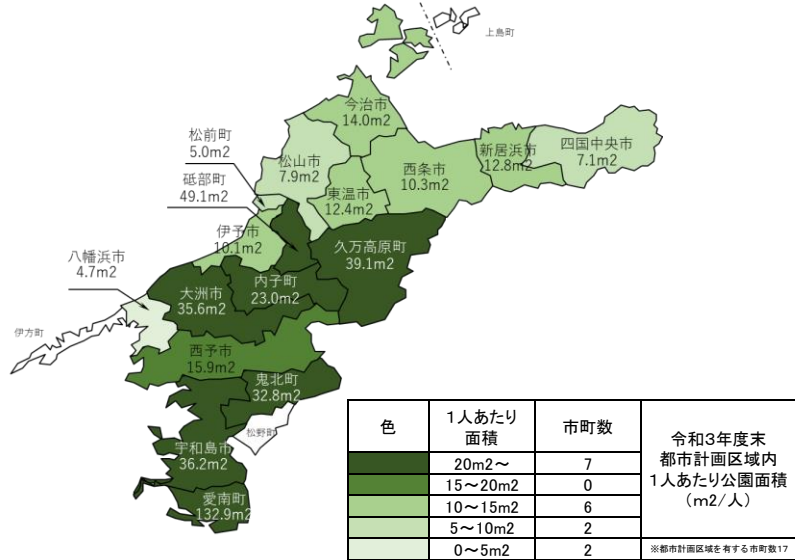 上島町
今治市
14.0m2
松前町
5.0m2
松山市
7.9m2
新居浜市
12.8m2
四国中央市
7.1m2
西条市
10.3m2
砥部町
49.1m2
東温市
12.4m2
伊予市
10.1m2
久万高原町
39.1m2
八幡浜市
4.7m2
内子町
23.0m2
大洲市
35.6m2
伊方町
西予市
15.9m2
鬼北町
32.8m2
松野町
宇和島市
36.2m2
愛南町
132.9m2
色
1人あたり
面積
市町数
20m2~
7
15~20m2
0
10~15m2
6
5~10m2
2
0~5m2
2
令和3年度末
都市計画区域内
1人あたり公園面積
(m2/人)
※都市計画区域を有する市町数17